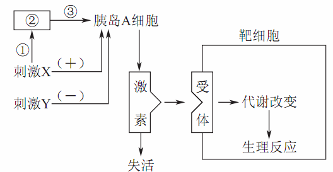 ② ③ 胰岛A细胞
① 靶细胞
刺激X (+)
刺激Y (−)
激素
受体
代谢改变
生理反应
失活